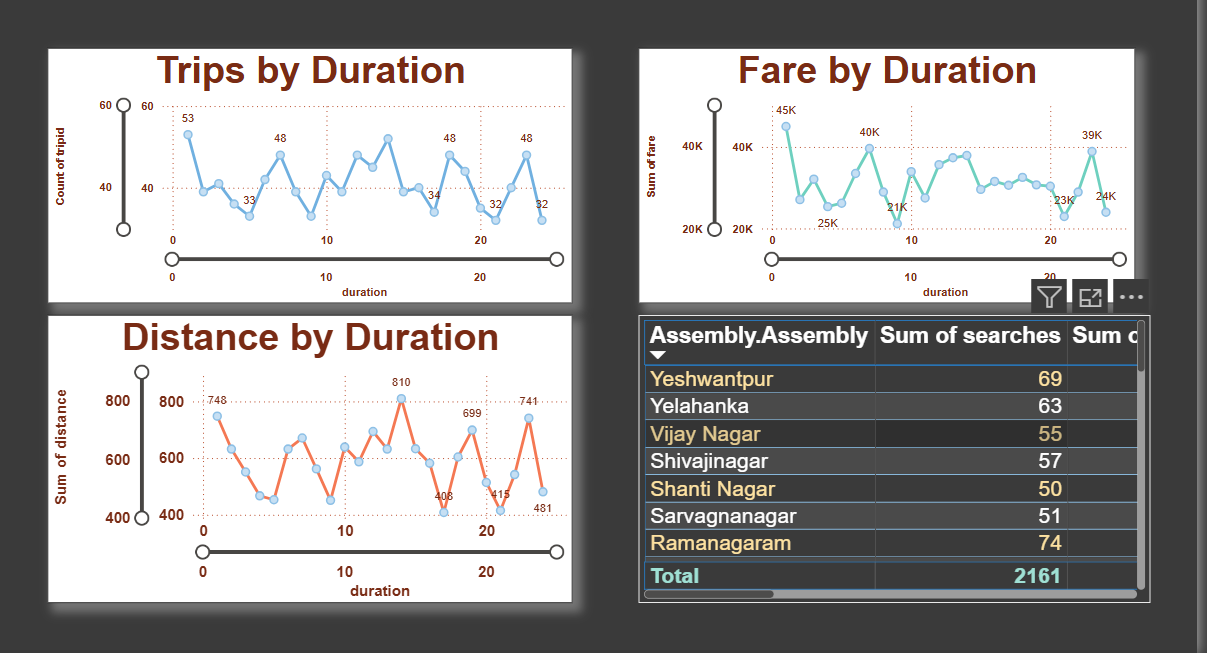 Trips by Duration
60
60
53
48
48
48
Count of tripid
40
40
33
34
32
32
0
10
20
0
10
20
duration
Fare by Duration
45K
40K
39K
Sum of fare
40K
40K
25K
21K
23K
24K
20K
20K
0
10
20
0
10
20
duration
Distance by Duration
810
748
741
699
Sum of distance
800
800
600
600
408
415
481
400
400
0
10
20
0
10
20
duration
Assembly.Assembly Sum of searches Sum o
Yeshwantpur 69
Yelahanka 63
Vijay Nagar 55
Shivajinagar 57
Shanti Nagar 50
Sarvagnanagar 51
Ramanagaram 74
Total 2161